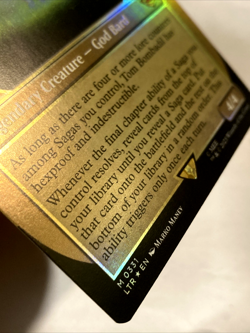 Legendary Creature — God Bard
As long as there are four or more lore counters
among Sagas you control, Tom Bombadil has
hexproof and indestructible.
Whenever the final chapter ability of a Saga you
control resolves, reveal cards from the top of
your library until you reveal a Saga card. Put
that card onto the battlefield and the rest on the
bottom of your library in a random order. This
ability triggers only once each turn.
4/4
M 0331
LTR ★ EN Marko Manev